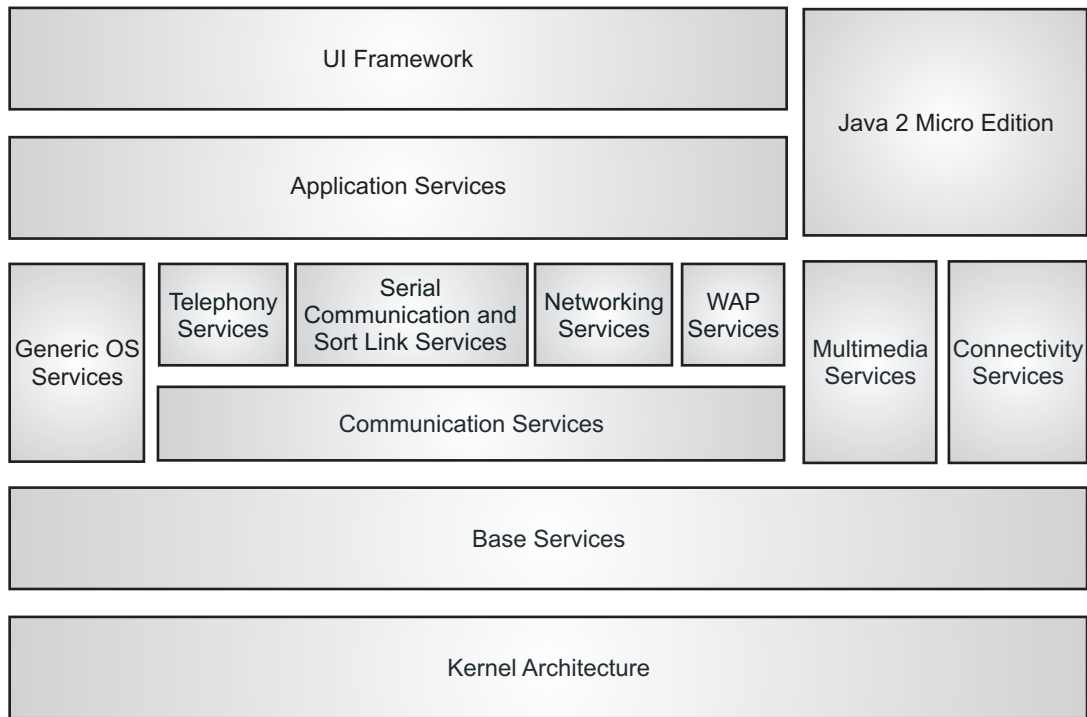 UI Framework
Java 2 Micro Edition
Application Services
Generic OS
Services
Telephony
Services
Serial
Communication and
Sort Link Services
Networking
Services
WAP
Services
Multimedia
Services
Connectivity
Services
Communication Services
Base Services
Kernel Architecture